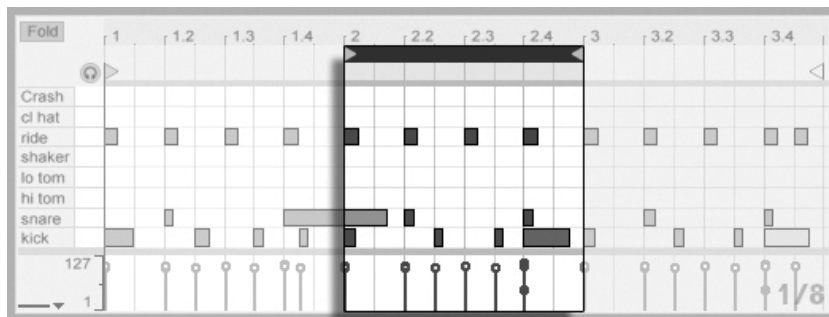 Fold
1 1.2 1.3 1.4 2 2.2 2.3 2.4 3 3.2 3.3 3.4
Crash
cl hat
ride
shaker
lo tom
hi tom
snare
kick
127
1
1/8